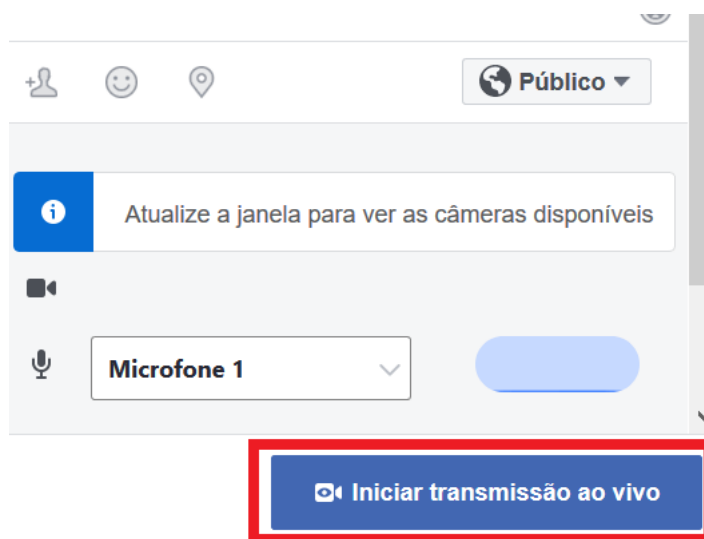 Público
Atualize a janela para ver as câmeras disponíveis
Microfone 1
Iniciar transmissão ao vivo